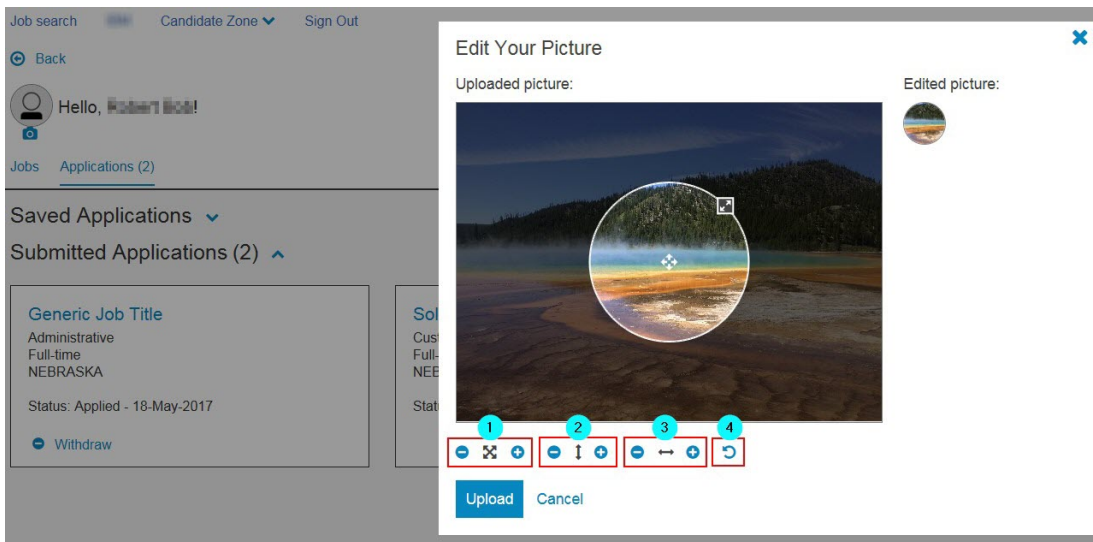 Job search Candidate Zone Sign Out
Back
Hello, !
Jobs Applications (2)
Saved Applications
Submitted Applications (2)
Generic Job Title
Administrative
Full-time
NEBRASKA
Status: Applied - 18-May-2017
Withdraw
Sol
Cust
Full-
NEB
Stat
Edit Your Picture
Uploaded picture:
Edited picture:
1 2 3 4
Upload Cancel